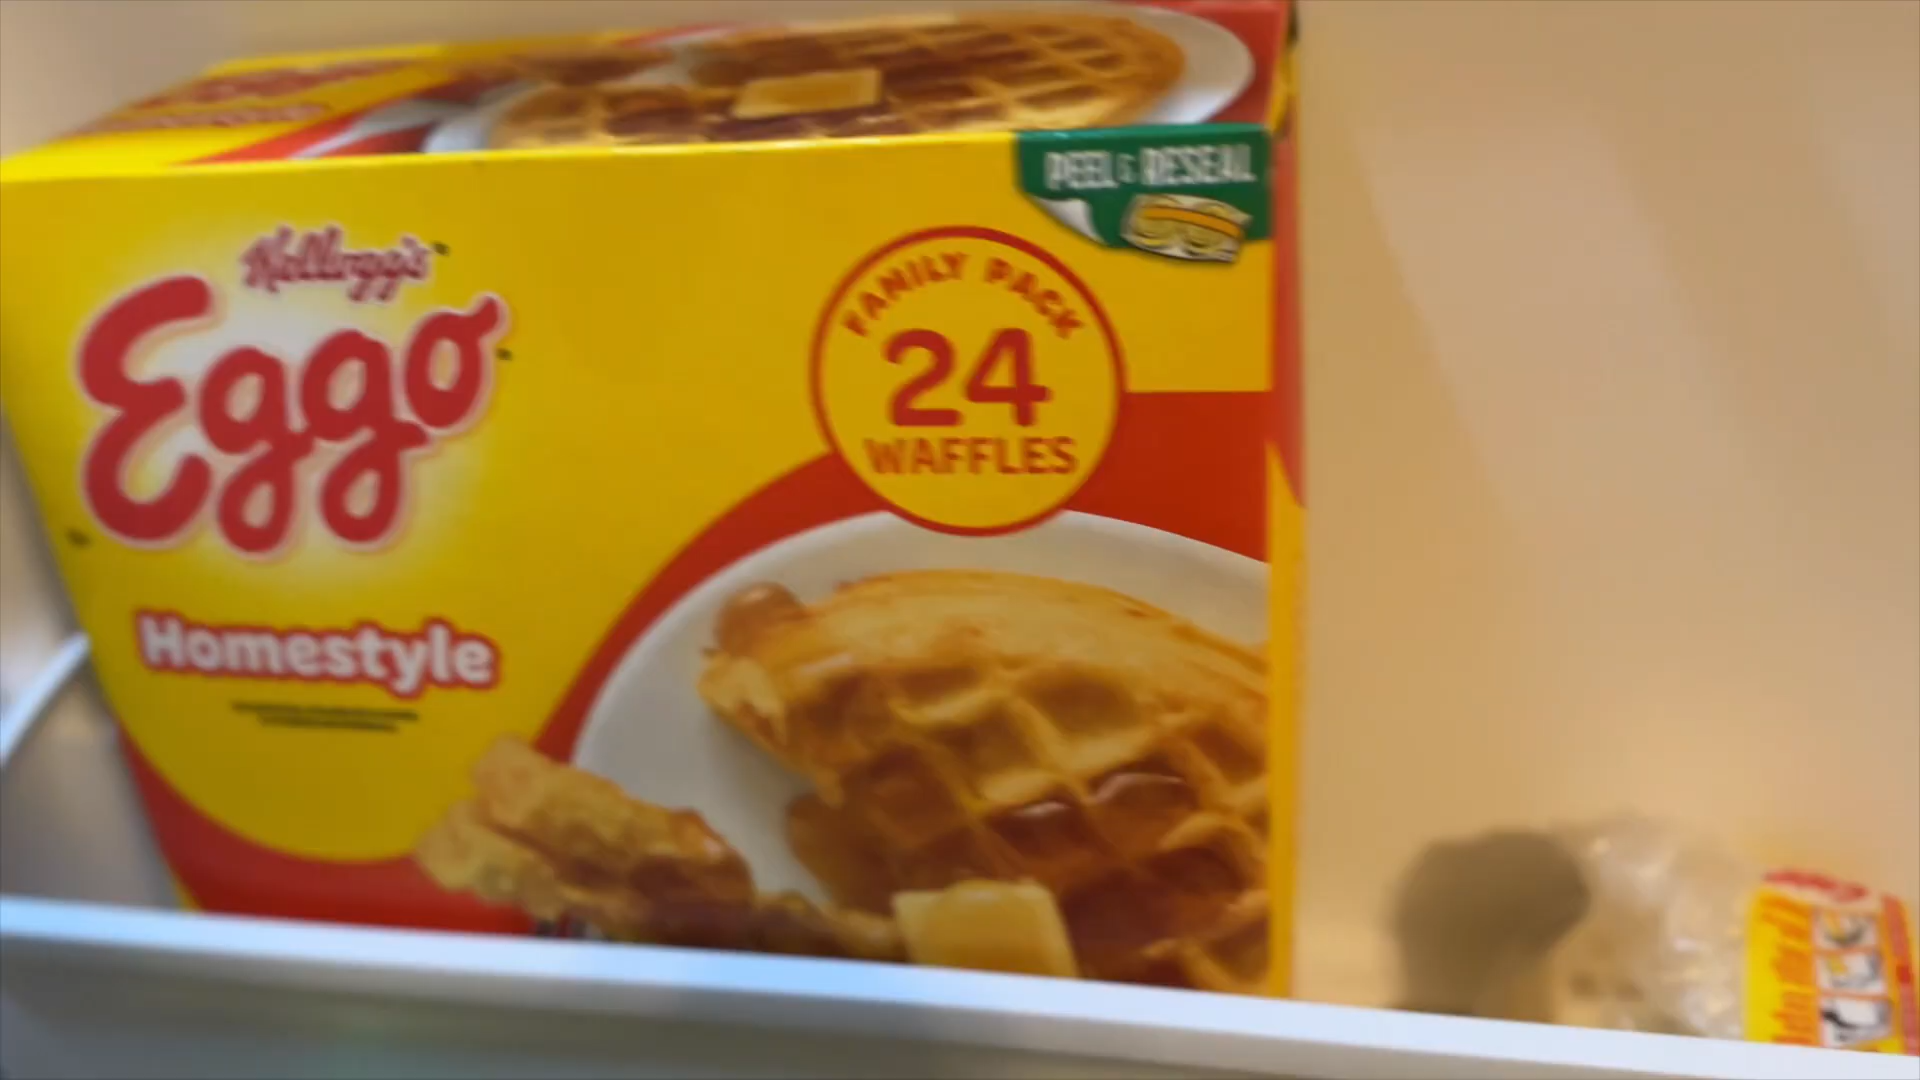 PEEL & RESEAL
Kellogg's
Eggo
FAMILY PACK
24
WAFFLES
Homestyle